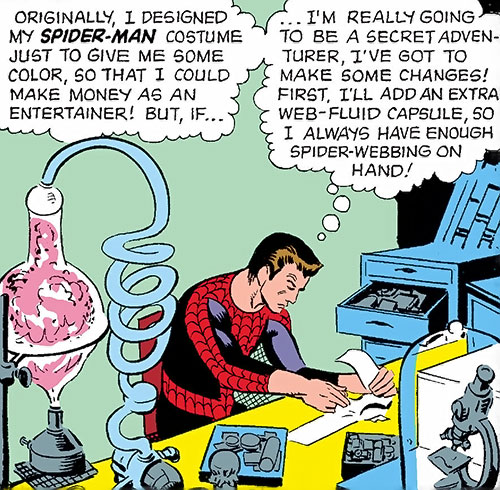 ORIGINALLY, I DESIGNED
MY SPIDER-MAN COSTUME
JUST TO GIVE ME SOME
COLOR, SO THAT I COULD
MAKE MONEY AS AN
ENTERTAINER! BUT, IF...
...I'M REALLY GOING
TO BE A SECRET ADVEN-
TURER, I'VE GOT TO
MAKE SOME CHANGES!
FIRST, I'LL ADD AN EXTRA
WEB-FLUID CAPSULE, SO
I ALWAYS HAVE ENOUGH
SPIDER-WEBBING ON
HAND!